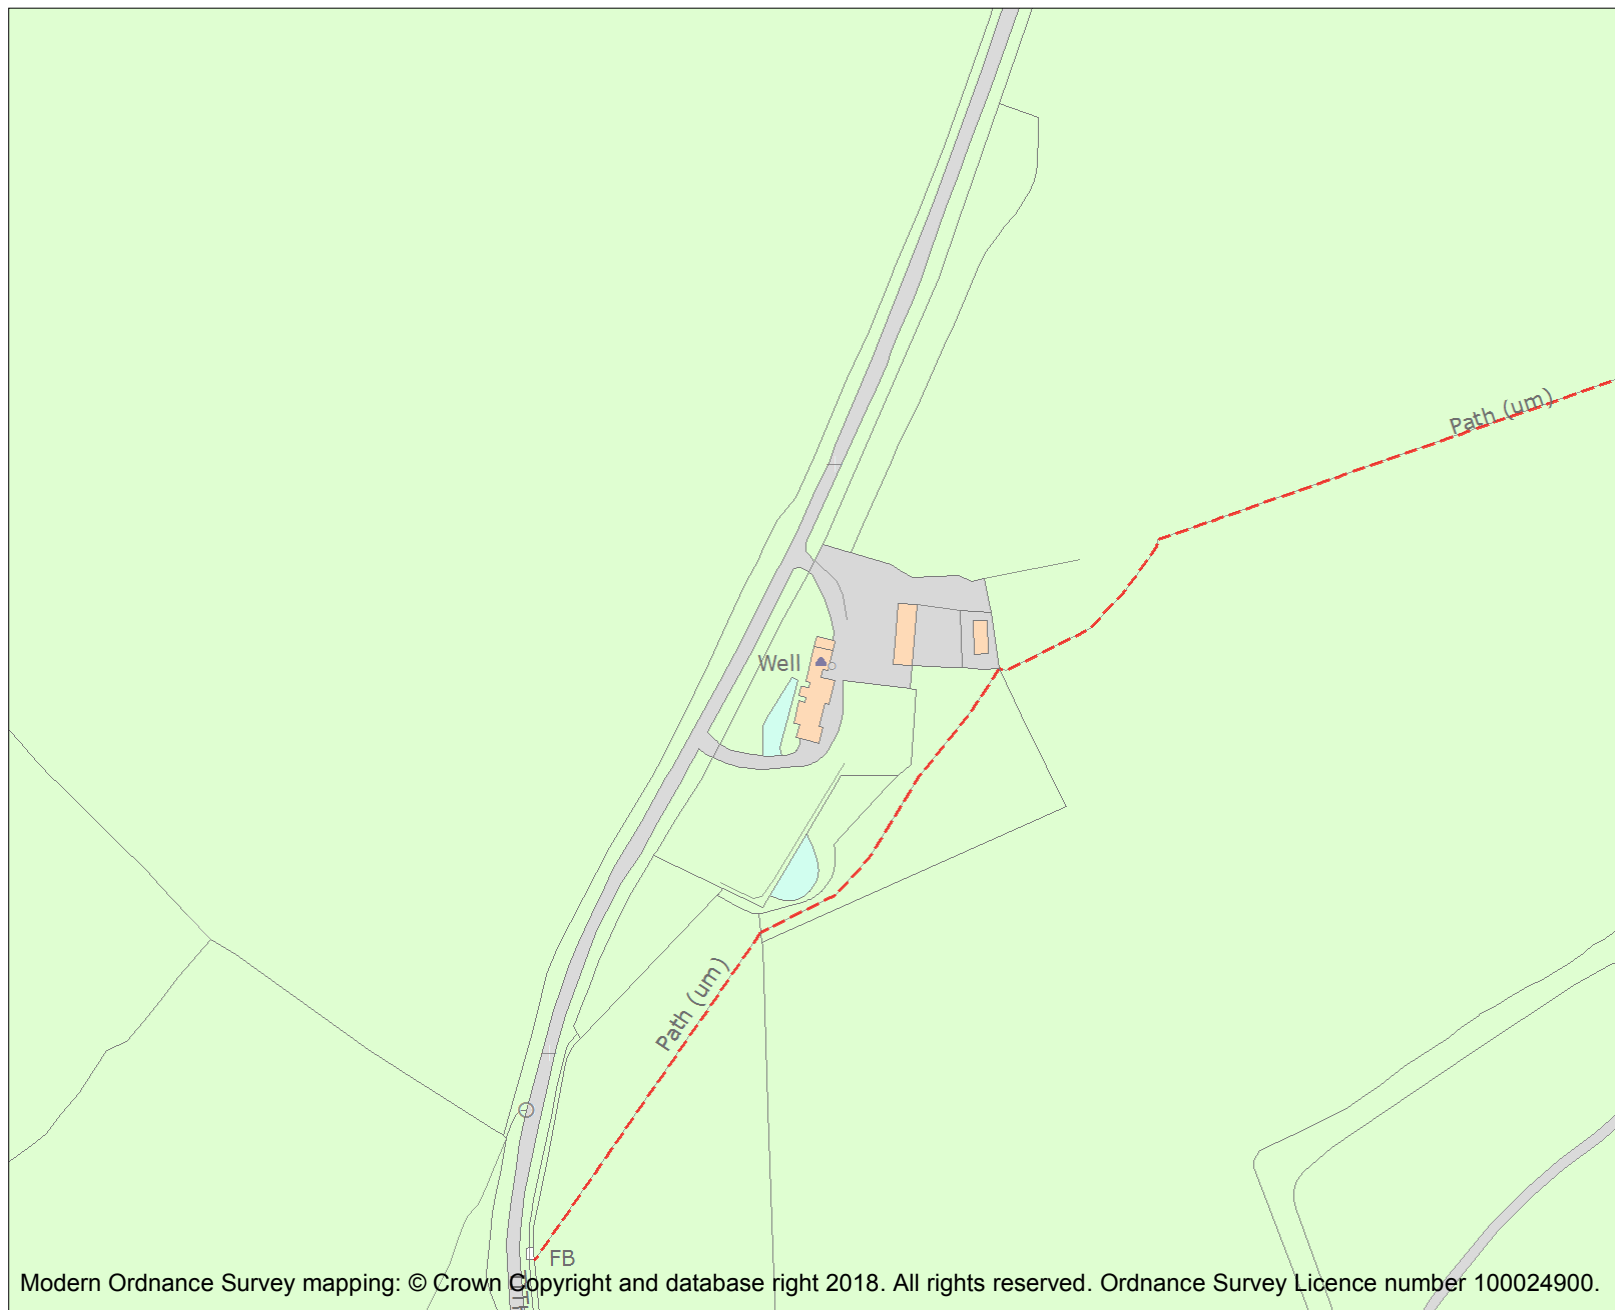 Path (um)
Well
Path (um)
FB
Modern Ordnance Survey mapping: © Crown Copyright and database right 2018. All rights reserved. Ordnance Survey Licence number 100024900.